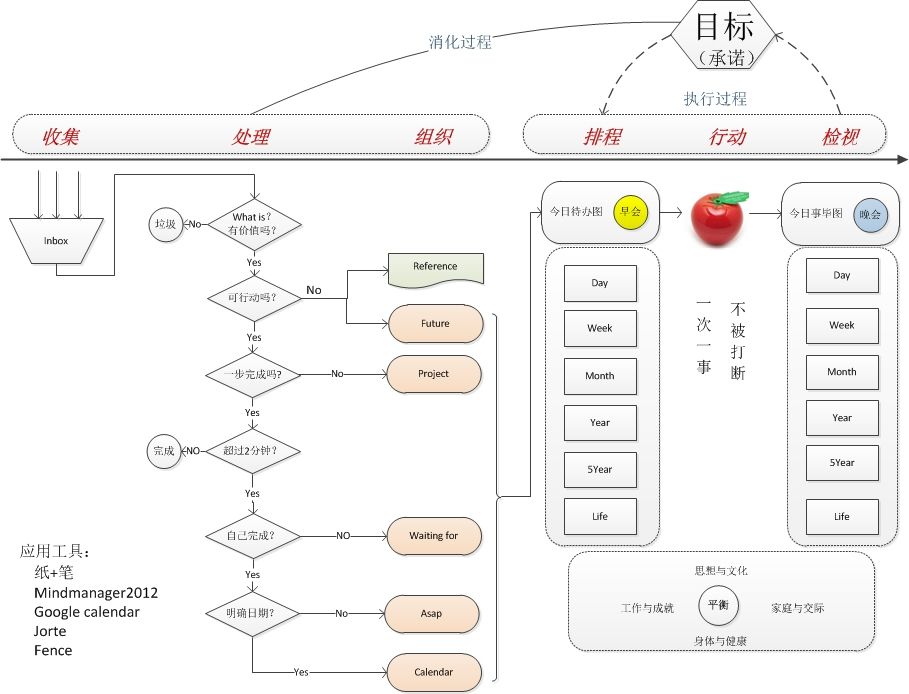 目标
（承诺）
消化过程
执行过程
收集
处理
组织
排程
行动
检视
Inbox
垃圾
No
What is？
有价值吗？
Yes
可行动吗？
No
Reference
Future
Yes
一步完成吗?
No
Project
Yes
完成
NO
超过2分钟？
Yes
自己完成？
NO
Waiting for
Yes
明确日期？
No
Asap
Yes
Calendar
应用工具：
纸+笔
Mindmanager2012
Google calendar
Jorte
Fence
今日待办图
早会
Day
Week
Month
Year
5Year
Life
一次一事
不被打断
今日事毕图
晚会
Day
Week
Month
Year
5Year
Life
思想与文化
工作与成就
平衡
家庭与交际
身体与健康